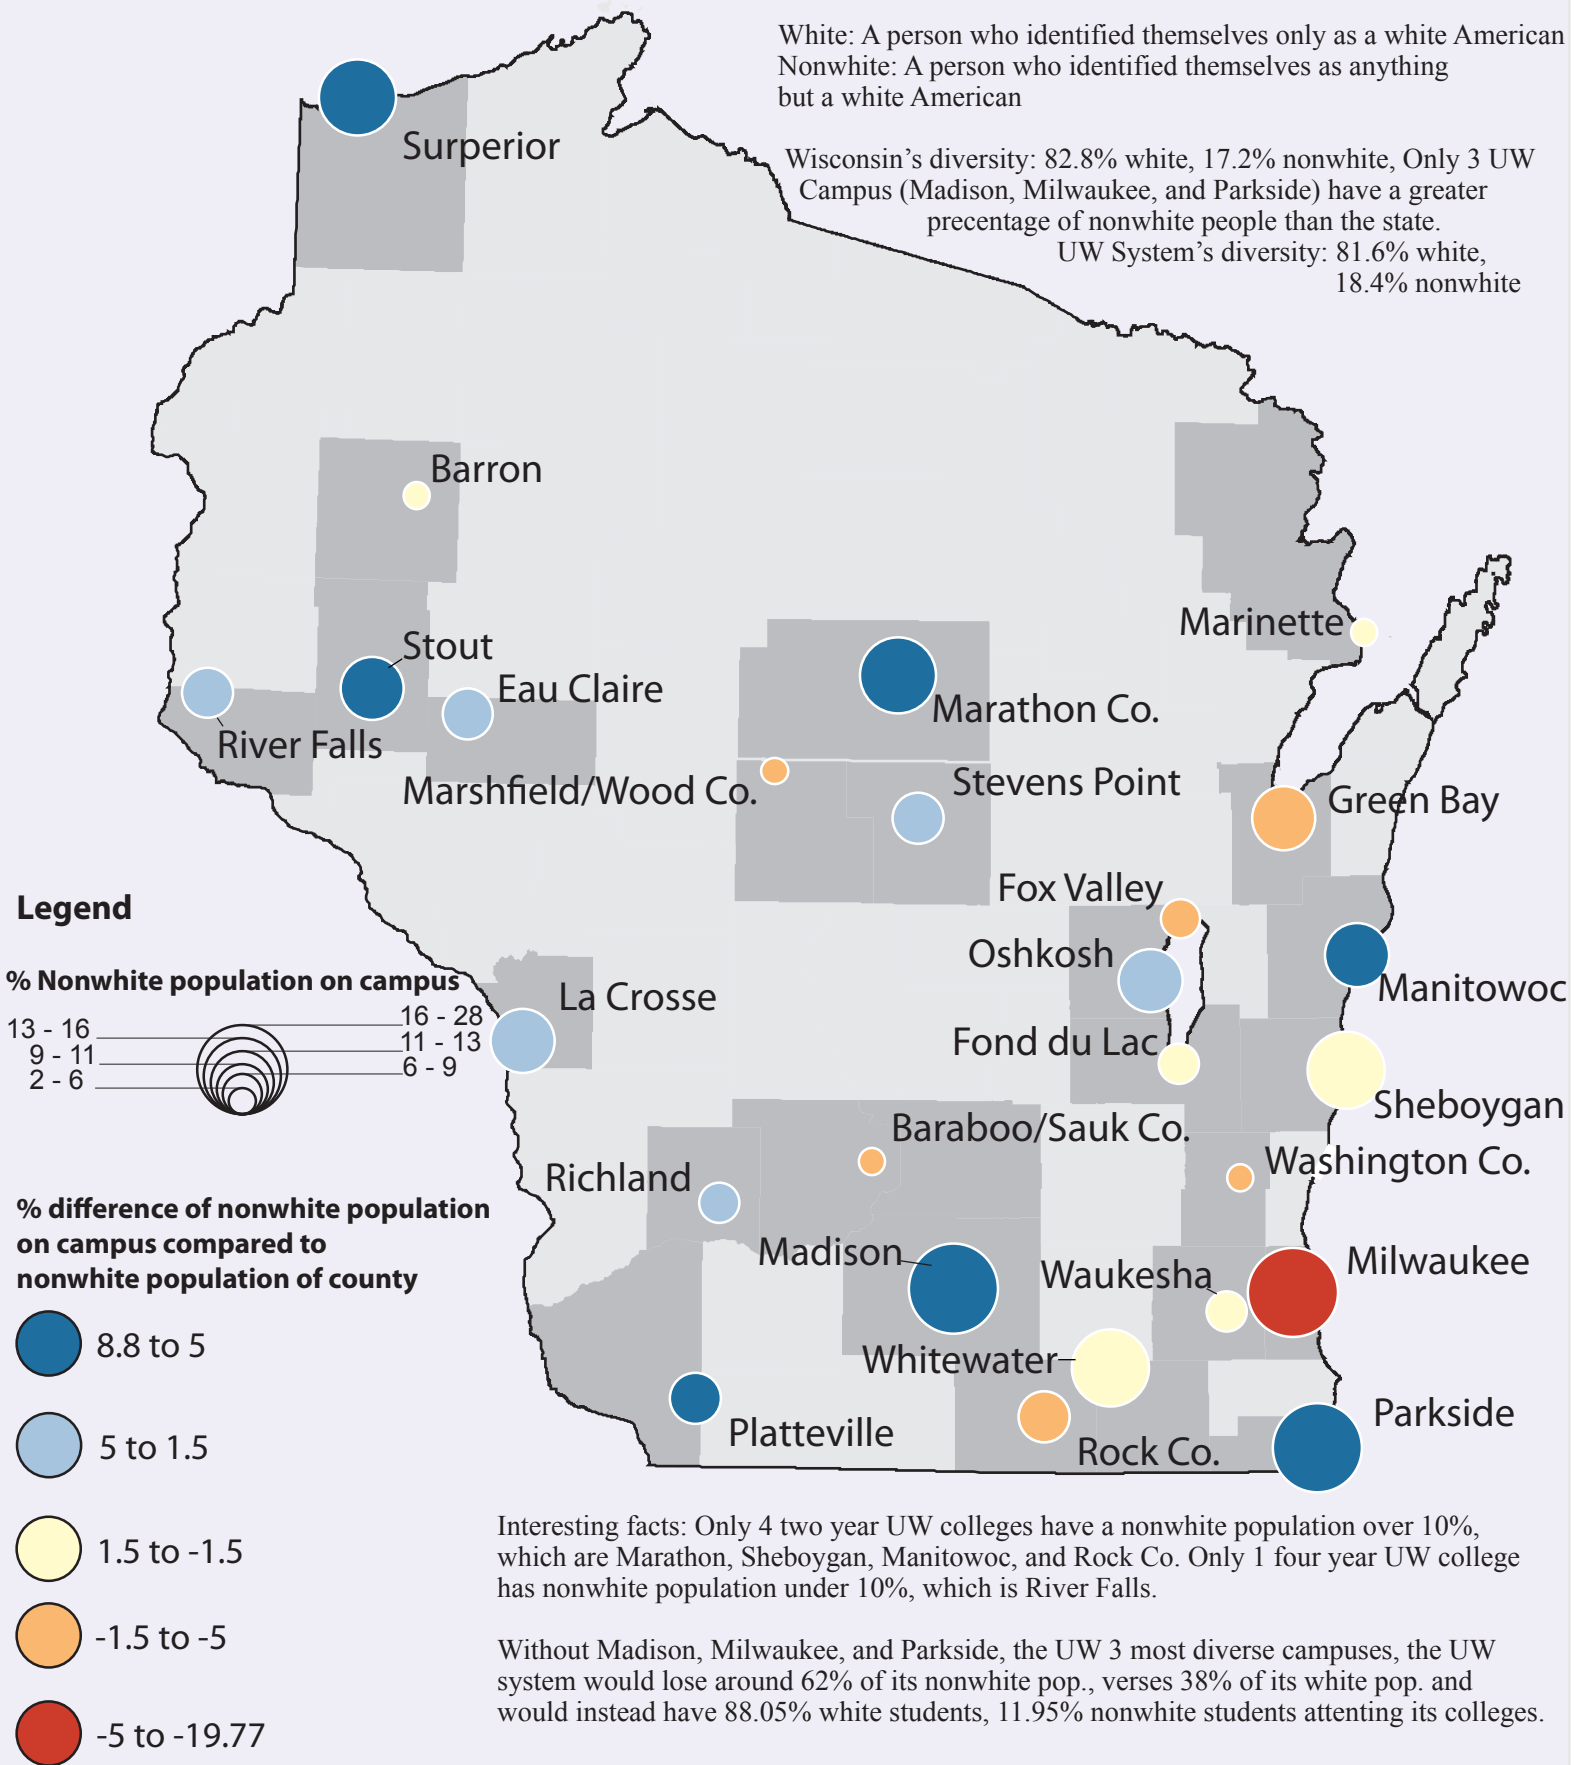 White: A person who identified themselves only as a white American
Nonwhite: A person who identified themselves as anything
but a white American
Wisconsin's diversity: 82.8% white, 17.2% nonwhite, Only 3 UW
Campus (Madison, Milwaukee, and Parkside) have a greater
precentage of nonwhite people than the state.
UW System's diversity: 81.6% white,
18.4% nonwhite
Surperior
Barron
Marinette
Stout
Eau Claire
River Falls
Marathon Co.
Marshfield/Wood Co.
Stevens Point
Green Bay
Fox Valley
Oshkosh
Manitowoc
La Crosse
Fond du Lac
Sheboygan
Baraboo/Sauk Co.
Washington Co.
Richland
Madison
Waukesha
Milwaukee
Whitewater
Platteville
Rock Co.
Parkside
Legend
% Nonwhite population on campus
16 - 28
13 - 16
11 - 13
9 - 11
6 - 9
2 - 6
% difference of nonwhite population
on campus compared to
nonwhite population of county
8.8 to 5
5 to 1.5
1.5 to -1.5
-1.5 to -5
-5 to -19.77
Interesting facts: Only 4 two year UW colleges have a nonwhite population over 10%,
which are Marathon, Sheboygan, Manitowoc, and Rock Co. Only 1 four year UW college
has nonwhite population under 10%, which is River Falls.
Without Madison, Milwaukee, and Parkside, the UW 3 most diverse campuses, the UW
system would lose around 62% of its nonwhite pop., verses 38% of its white pop. and
would instead have 88.05% white students, 11.95% nonwhite students attenting its colleges.